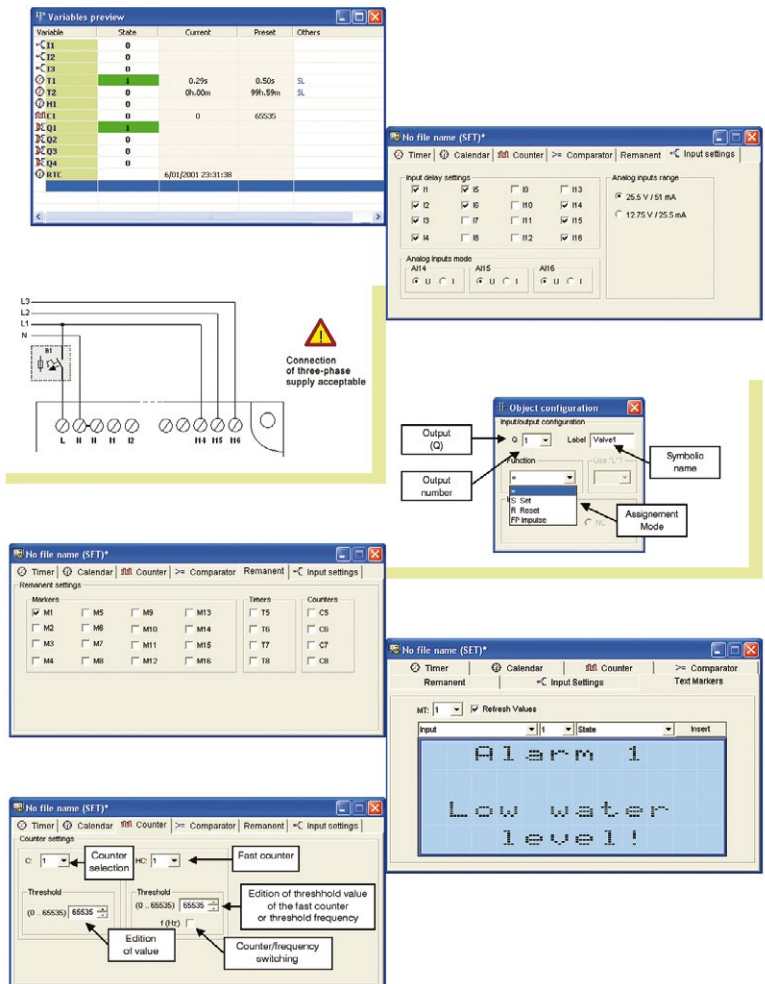 Variables preview
Variable State Current Preset Others
I1 0
I2 0
I3 0
T1 1 0.29s 0.50s SL
T2 0 0h.00m 99h.59m SL
H1 0
C1 0 0 65535
Q1 1
Q2 0
Q3 0
Q4 0
RTC 6/01/2001 23:31:38
No file name (SET)*
Timer Calendar Counter >= Comparator Remanent Input settings
Input delay settings
I1 I5 I9 I13
I2 I6 I10 I14
I3 I7 I11 I15
I4 I8 I12 I16
Analog inputs range
25.5 V / 51 mA
12.75 V / 25.5 mA
Analog inputs mode
AI14 AI15 AI16
U I U I U I
L3
L2
L1
N
B1
L N N I1 I2 I14 I15 I16
Connection
of three-phase
supply acceptable
Object configuration
Input/output configuration
Q 1 Label Valve1
Function Use "L"?
=
=
S Set
R Reset
FP Impulse
NC
Output
(Q)
Output
number
Symbolic
name
Assignement
Mode
No file name (SET)*
Timer Calendar Counter >= Comparator Remanent Input settings
Remanent settings
Markers Timers Counters
M1 M5 M9 M13 T5 C5
M2 M6 M10 M14 T6 C6
M3 M7 M11 M15 T7 C7
M4 M8 M12 M16 T8 C8
No file name (SET)*
Timer Calendar Counter >= Comparator
Remanent Input Settings Text Markers
MT: 1 Refresh Values
Input 1 State Insert
Alarm 1
Low water
level!
No file name (SET)*
Timer Calendar Counter >= Comparator Remanent Input settings
Counter settings
C: 1 HC: 1
Counter
selection
Fast counter
Threshold
(0 .. 65535) 65535
Threshold
(0 .. 65535) 65535
f (Hz)
Edition
of value
Edition of threshhold value
of the fast counter
or threshold frequency
Counter/frequency
switching